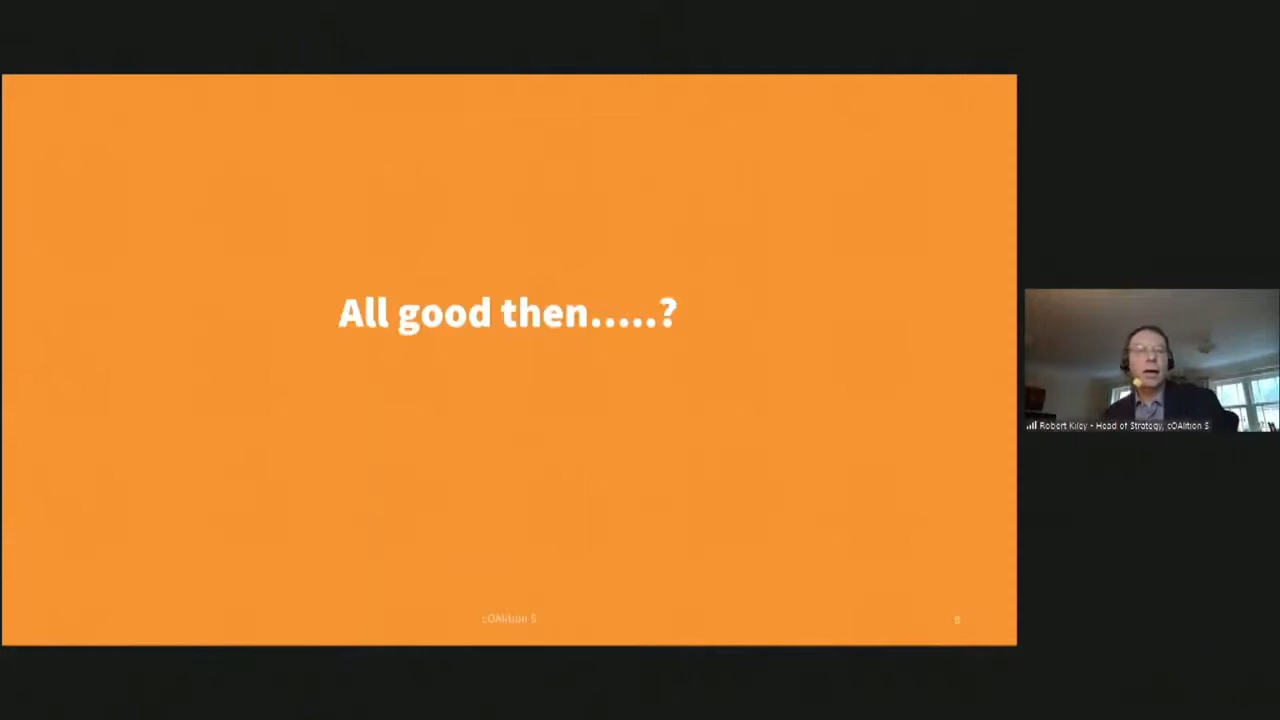 All good then.....?
cOAlition S
Robert Kiley • Head of Strategy, cOAlition S